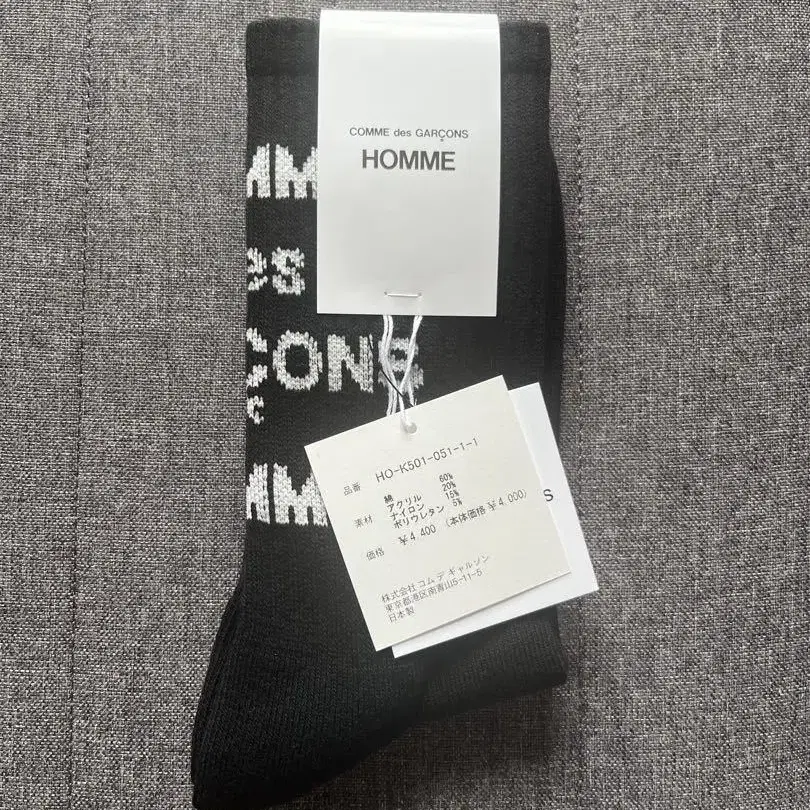 COMME des GARÇONS
HOMME
MM
es
ÇONS
MM
品番 HO-K501-051-1-1
素材 綿 60%
アクリル 20%
ナイロン 15%
ポリウレタン 5%
価格 ¥4,400 (本体価格 ¥4,000)
株式会社 コム デ ギャルソン
東京都港区南青山5-11-5
日本製
S